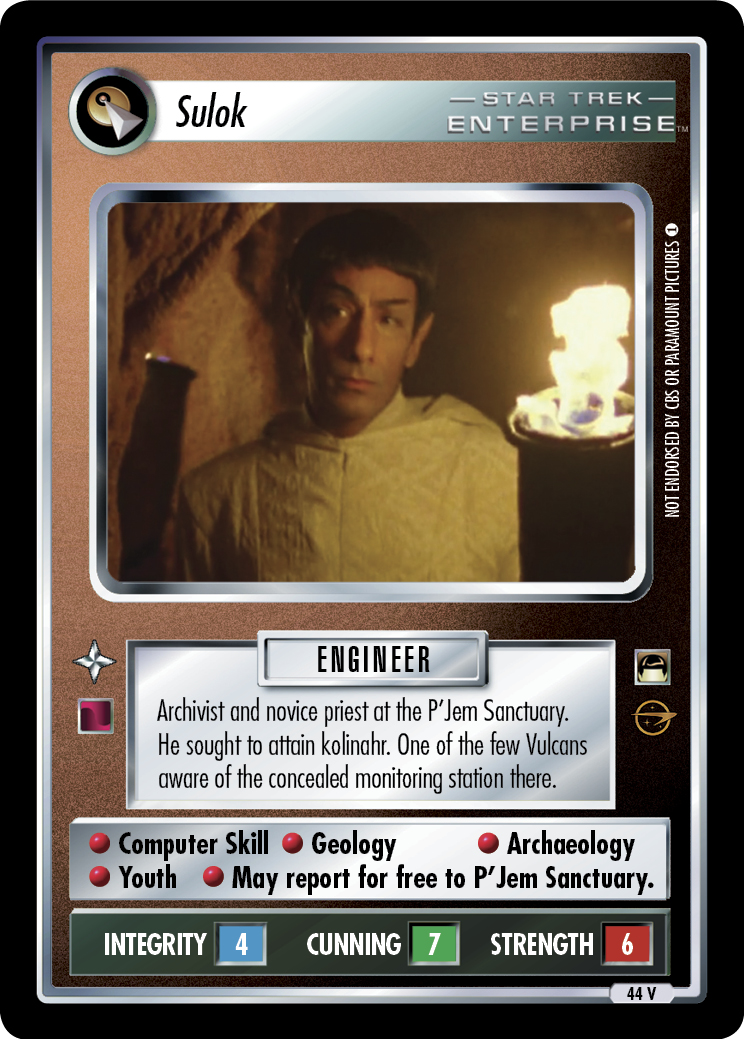 Sulok
STAR TREK
ENTERPRISE™
NOT ENDORSED BY CBS OR PARAMOUNT PICTURES 1
ENGINEER
Archivist and novice priest at the P'Jem Sanctuary.
He sought to attain kolinahr. One of the few Vulcans
aware of the concealed monitoring station there.
Computer Skill Geology Archaeology
Youth May report for free to P'Jem Sanctuary.
INTEGRITY 4 CUNNING 7 STRENGTH 6
44 V